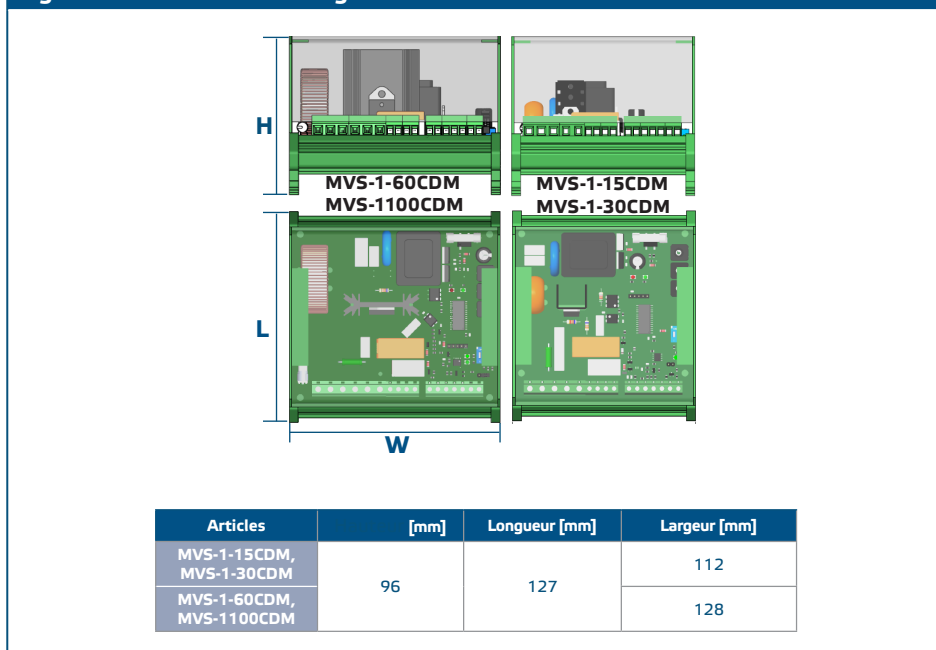 H
MVS-1-60CDM
MVS-1100CDM
MVS-1-15CDM
MVS-1-30CDM
L
W
Articles [mm] Longueur [mm] Largeur [mm]
MVS-1-15CDM,
MVS-1-30CDM
96 127 112
MVS-1-60CDM,
MVS-1100CDM
128